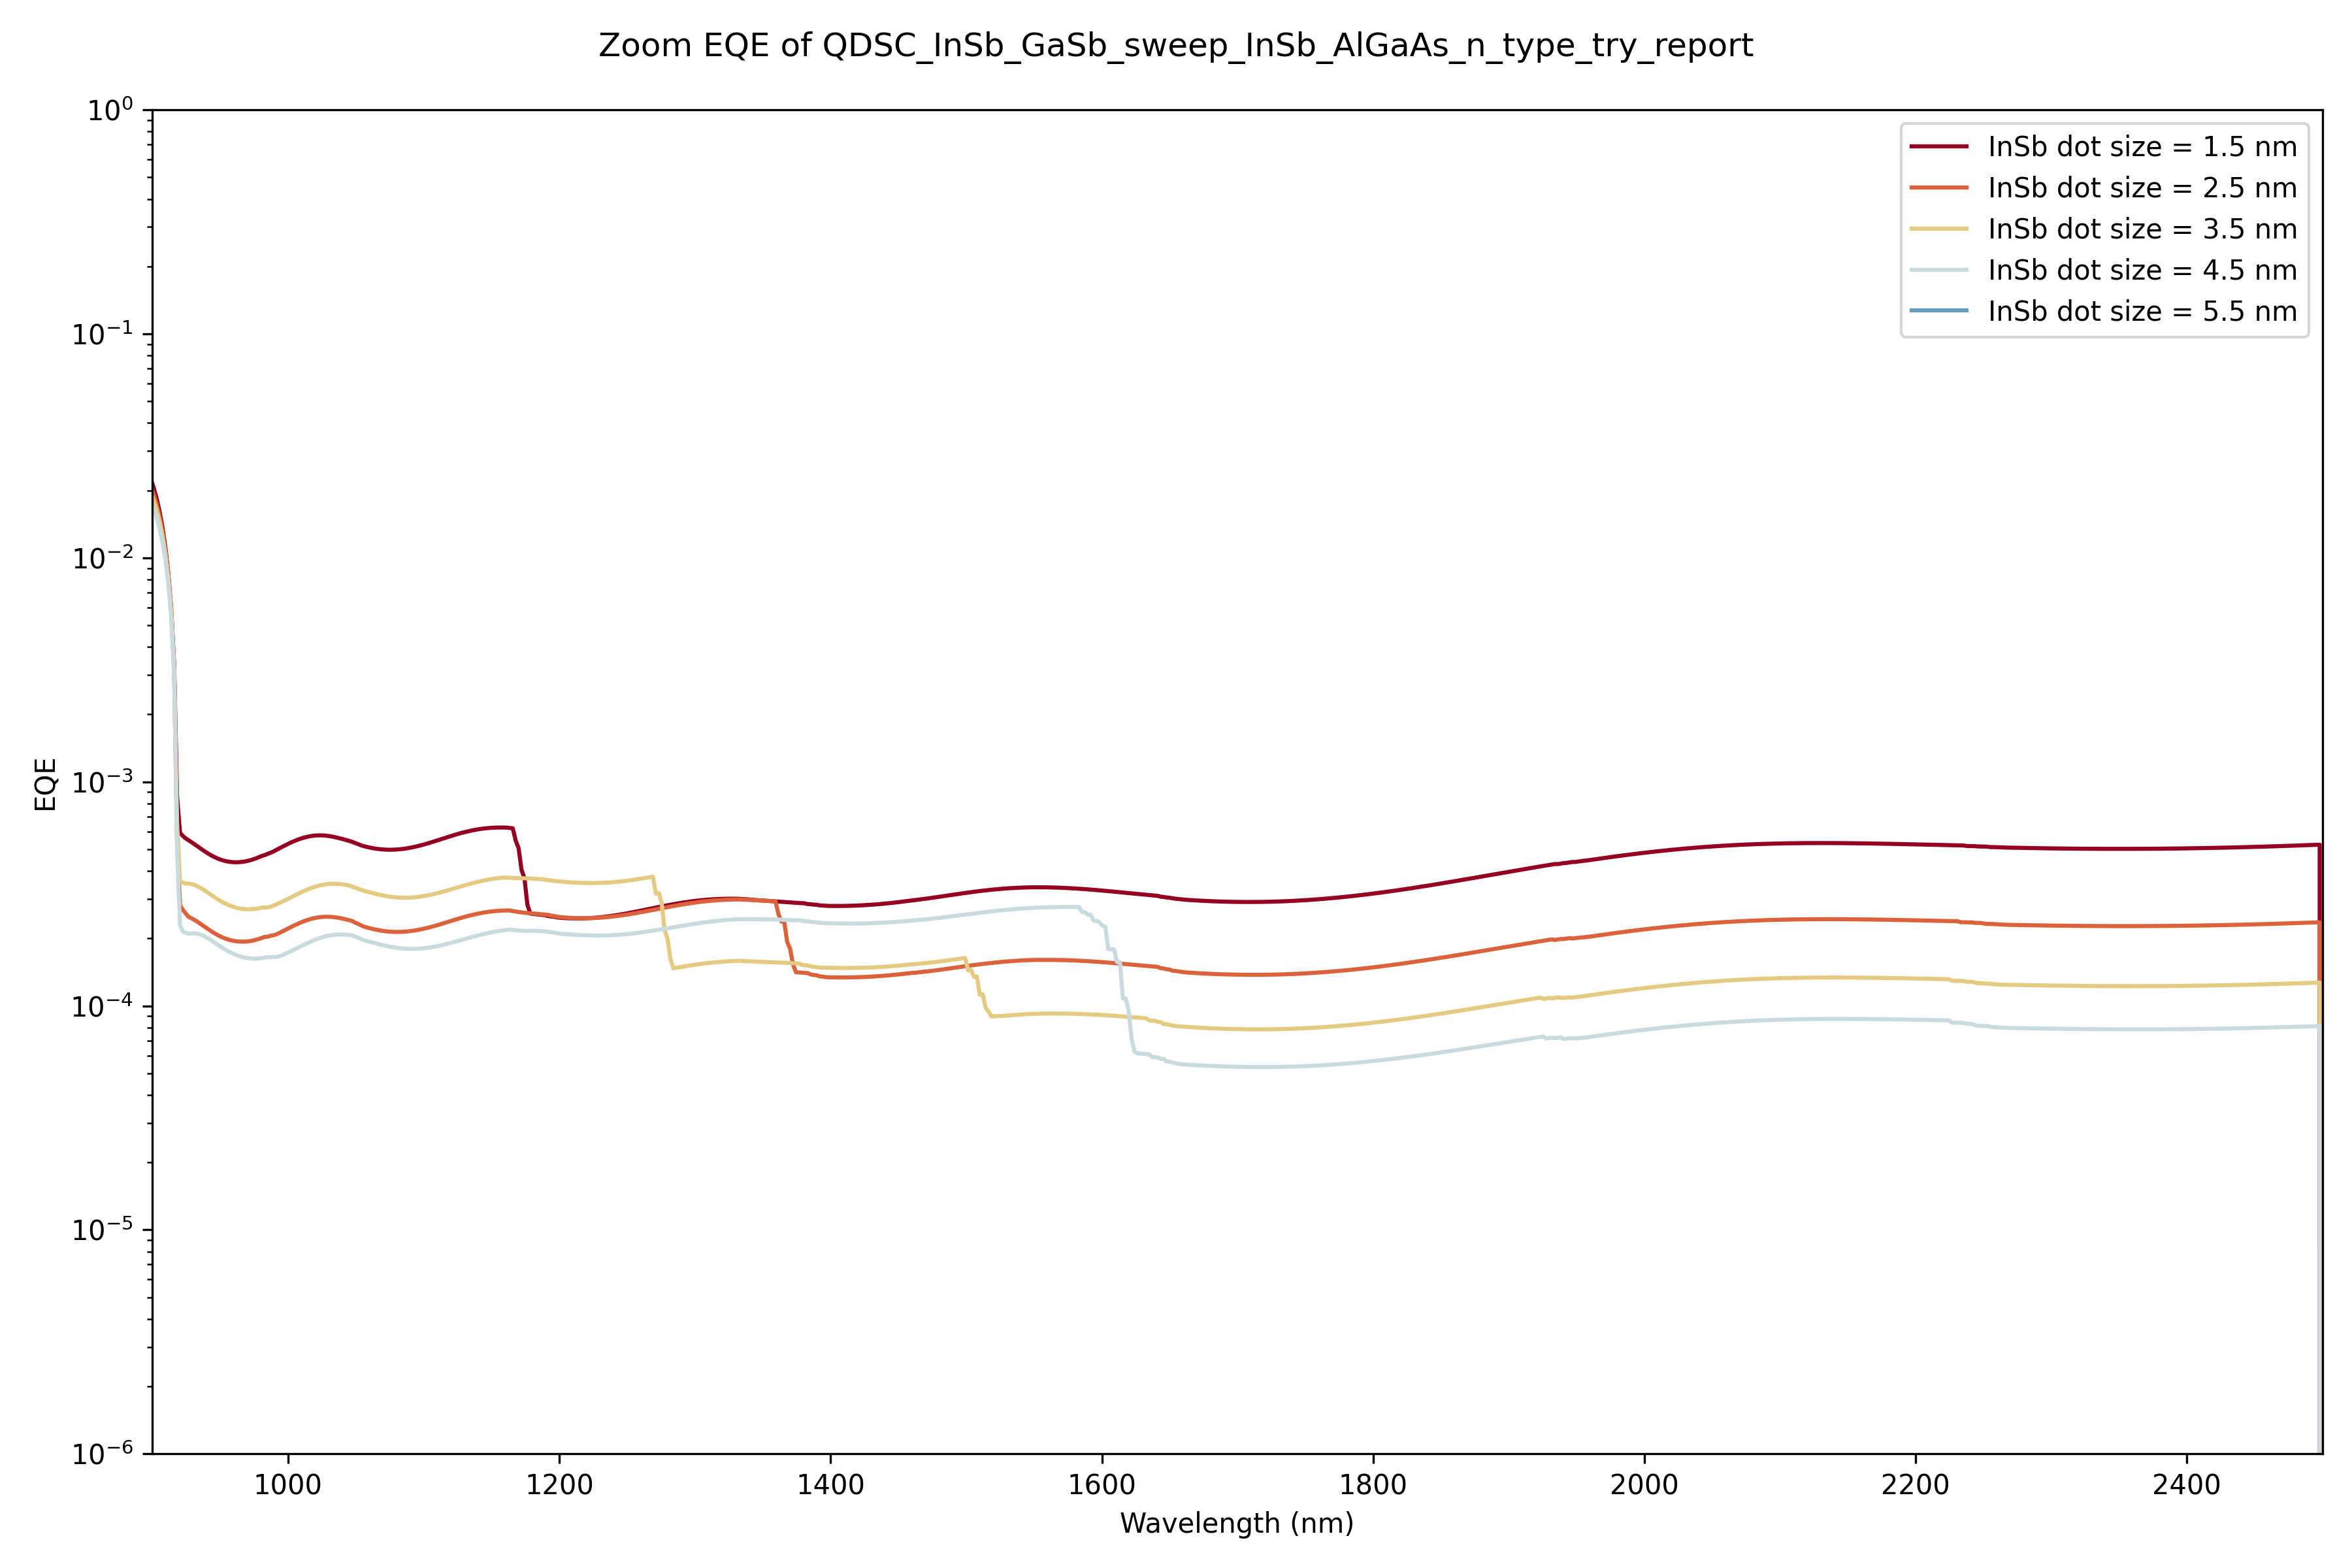 Zoom EQE of QDSC_InSb_GaSb_sweep_InSb_AlGaAs_n_type_try_report
10⁰
10⁻¹
10⁻²
10⁻³
10⁻⁴
10⁻⁵
10⁻⁶
EQE
InSb dot size = 1.5 nm
InSb dot size = 2.5 nm
InSb dot size = 3.5 nm
InSb dot size = 4.5 nm
InSb dot size = 5.5 nm
1000 1200 1400 1600 1800 2000 2200 2400
Wavelength (nm)